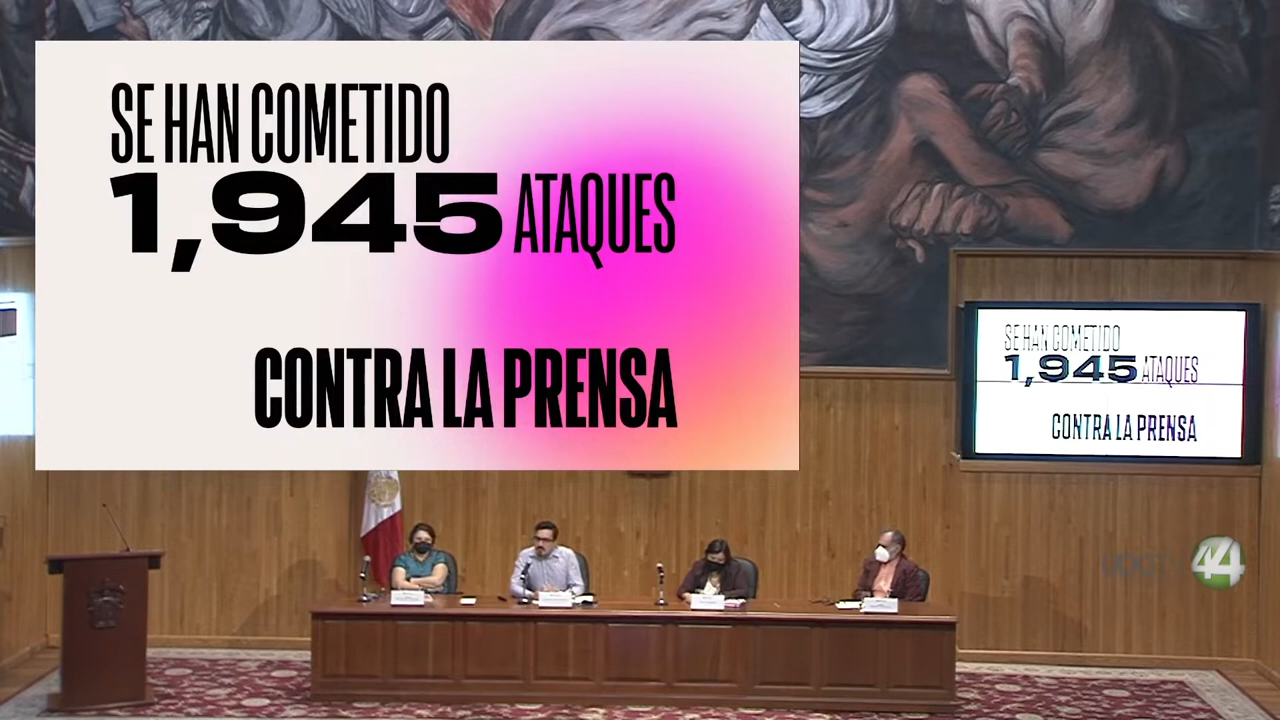 SE HAN COMETIDO
1,945 ATAQUES
CONTRA LA PRENSA
SE HAN COMETIDO
1,945 ATAQUES
CONTRA LA PRENSA
44